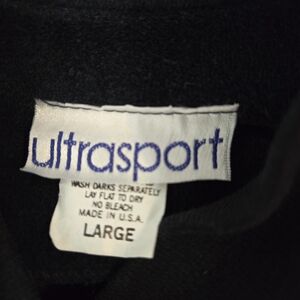 ultrasport
WASH DARKS SEPARATELY
LAY FLAT TO DRY
NO BLEACH
MADE IN U.S.A.
LARGE